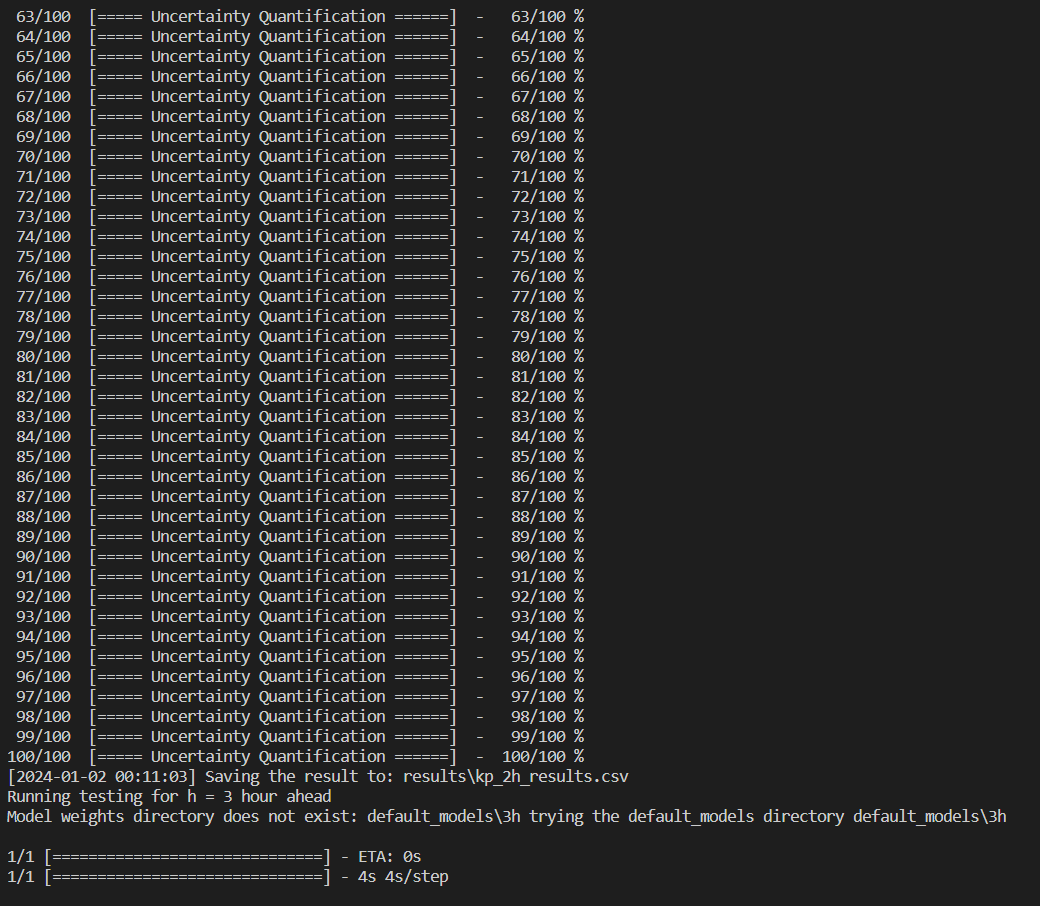 63/100 [===== Uncertainty Quantification ======] - 63/100 %
64/100 [===== Uncertainty Quantification ======] - 64/100 %
65/100 [===== Uncertainty Quantification ======] - 65/100 %
66/100 [===== Uncertainty Quantification ======] - 66/100 %
67/100 [===== Uncertainty Quantification ======] - 67/100 %
68/100 [===== Uncertainty Quantification ======] - 68/100 %
69/100 [===== Uncertainty Quantification ======] - 69/100 %
70/100 [===== Uncertainty Quantification ======] - 70/100 %
71/100 [===== Uncertainty Quantification ======] - 71/100 %
72/100 [===== Uncertainty Quantification ======] - 72/100 %
73/100 [===== Uncertainty Quantification ======] - 73/100 %
74/100 [===== Uncertainty Quantification ======] - 74/100 %
75/100 [===== Uncertainty Quantification ======] - 75/100 %
76/100 [===== Uncertainty Quantification ======] - 76/100 %
77/100 [===== Uncertainty Quantification ======] - 77/100 %
78/100 [===== Uncertainty Quantification ======] - 78/100 %
79/100 [===== Uncertainty Quantification ======] - 79/100 %
80/100 [===== Uncertainty Quantification ======] - 80/100 %
81/100 [===== Uncertainty Quantification ======] - 81/100 %
82/100 [===== Uncertainty Quantification ======] - 82/100 %
83/100 [===== Uncertainty Quantification ======] - 83/100 %
84/100 [===== Uncertainty Quantification ======] - 84/100 %
85/100 [===== Uncertainty Quantification ======] - 85/100 %
86/100 [===== Uncertainty Quantification ======] - 86/100 %
87/100 [===== Uncertainty Quantification ======] - 87/100 %
88/100 [===== Uncertainty Quantification ======] - 88/100 %
89/100 [===== Uncertainty Quantification ======] - 89/100 %
90/100 [===== Uncertainty Quantification ======] - 90/100 %
91/100 [===== Uncertainty Quantification ======] - 91/100 %
92/100 [===== Uncertainty Quantification ======] - 92/100 %
93/100 [===== Uncertainty Quantification ======] - 93/100 %
94/100 [===== Uncertainty Quantification ======] - 94/100 %
95/100 [===== Uncertainty Quantification ======] - 95/100 %
96/100 [===== Uncertainty Quantification ======] - 96/100 %
97/100 [===== Uncertainty Quantification ======] - 97/100 %
98/100 [===== Uncertainty Quantification ======] - 98/100 %
99/100 [===== Uncertainty Quantification ======] - 99/100 %
100/100 [===== Uncertainty Quantification ======] - 100/100 %
[2024-01-02 00:11:03] Saving the result to: results\kp_2h_results.csv
Running testing for h = 3 hour ahead
Model weights directory does not exist: default_models\3h trying the default_models directory default_models\3h
1/1 [==============================] - ETA: 0s
1/1 [==============================] - 4s 4s/step